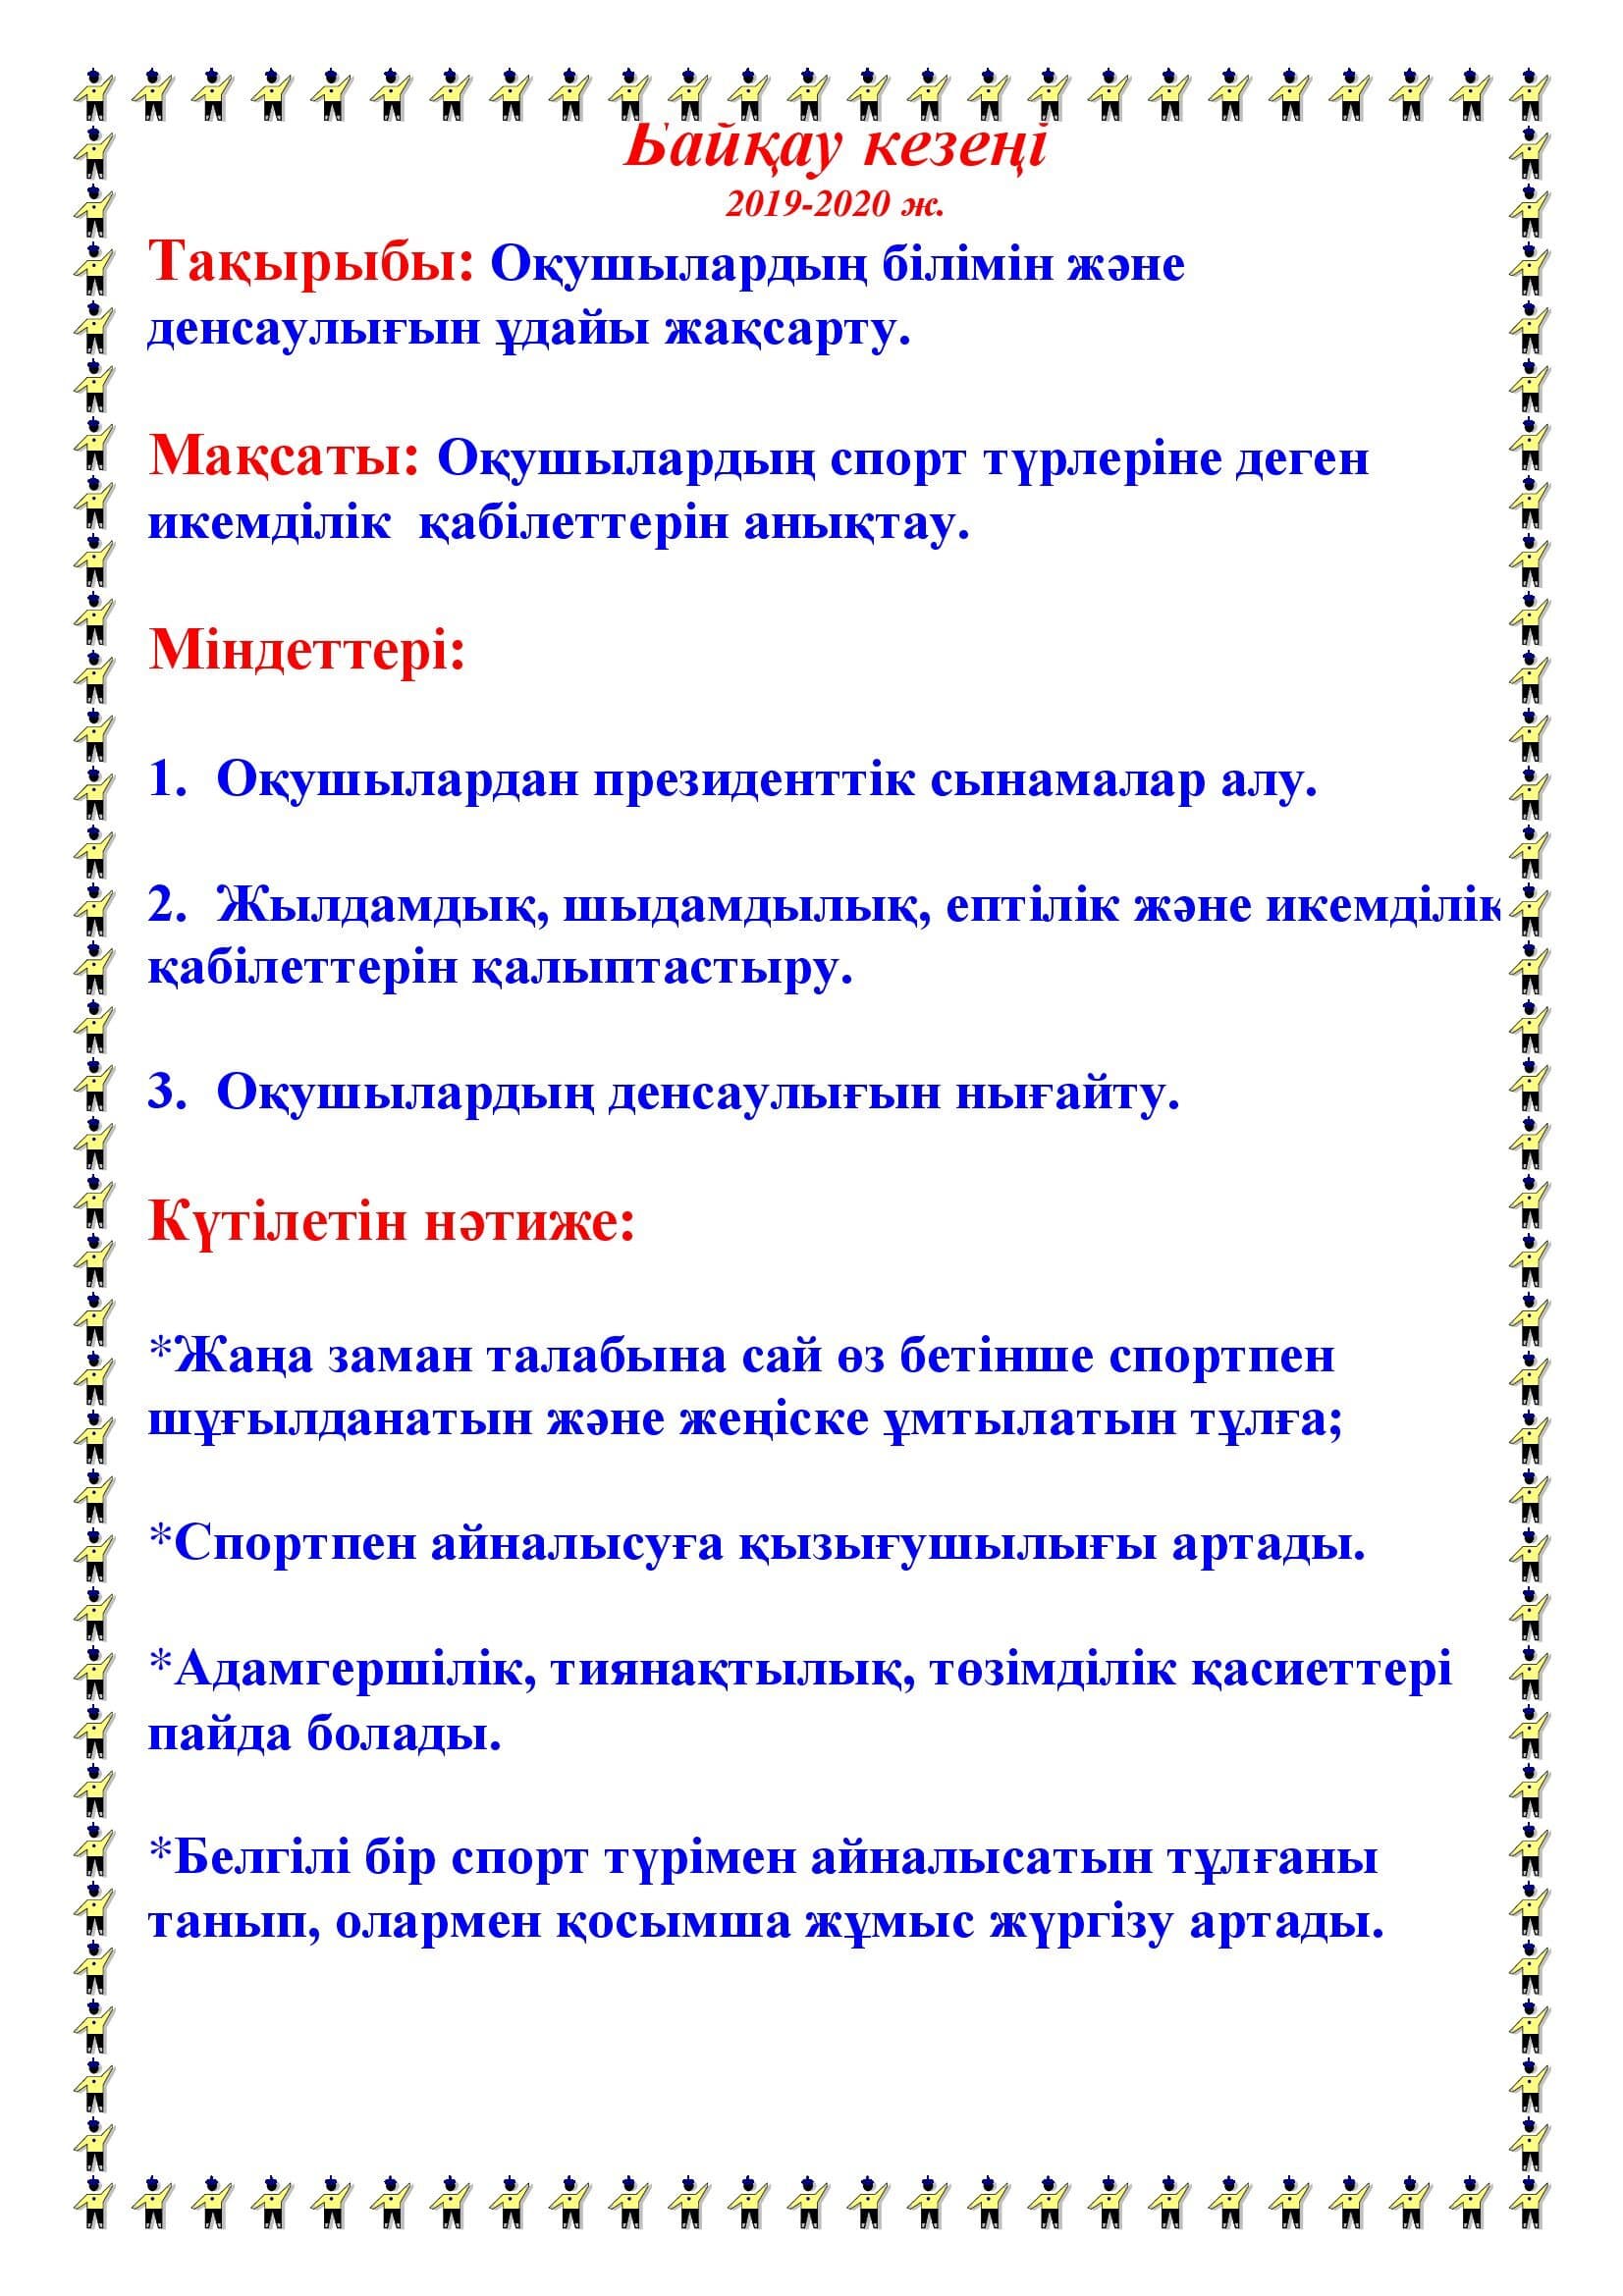 Байқау кезеңі
2019-2020 ж.
Тақырыбы: Оқушылардың білімін және
денсаулығын ұдайы жақсарту.
Мақсаты: Оқушылардың спорт түрлеріне деген
икемділік қабілеттерін анықтау.
Міндеттері:
1. Оқушылардан президенттік сынамалар алу.
2. Жылдамдық, шыдамдылық, ептілік және икемділік
қабілеттерін қалыптастыру.
3. Оқушылардың денсаулығын нығайту.
Күтілетін нәтиже:
*Жаңа заман талабына сай өз бетінше спортпен
шұғылданатын және жеңіске ұмтылатын тұлға;
*Спортпен айналысуға қызығушылығы артады.
*Адамгершілік, тиянақтылық, төзімділік қасиеттері
пайда болады.
*Белгілі бір спорт түрімен айналысатын тұлғаны
танып, олармен қосымша жұмыс жүргізу артады.